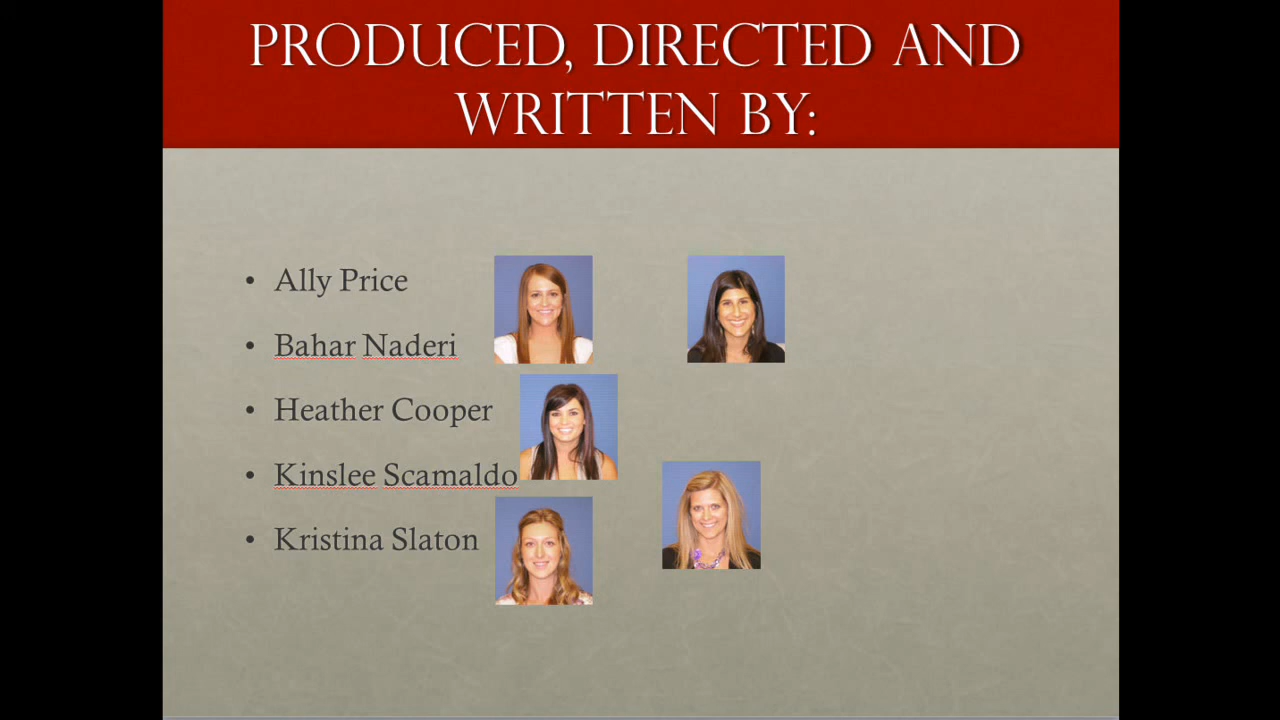 PRODUCED, DIRECTED AND
WRITTEN BY:
• Ally Price
• Bahar Naderi
• Heather Cooper
• Kinslee Scamaldo
• Kristina Slaton